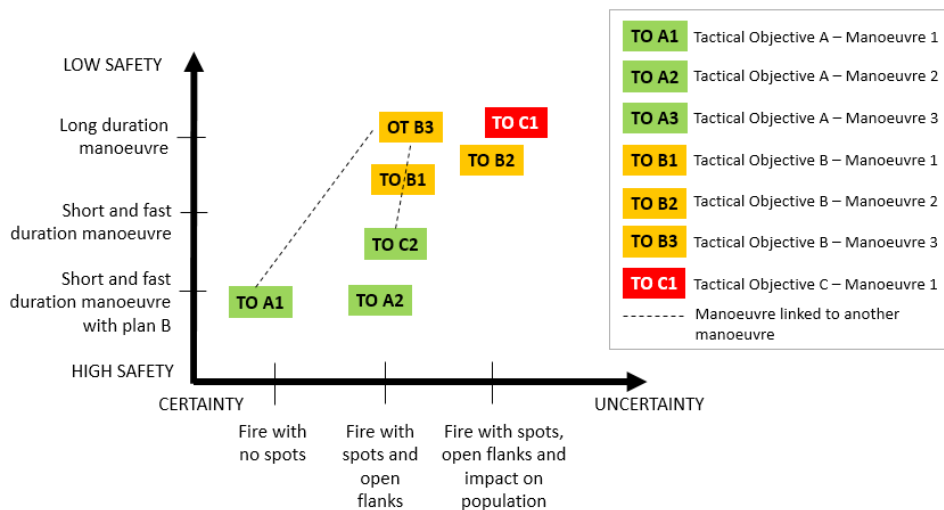 LOW SAFETY
Long duration
manoeuvre
Short and fast
duration manoeuvre
Short and fast
duration manoeuvre
with plan B
HIGH SAFETY
OT B3
TO C1
TO B2
TO B1
TO C2
TO A1
TO A2
CERTAINTY
UNCERTAINTY
Fire with
no spots
Fire with
spots and
open
flanks
Fire with spots,
open flanks and
impact on
population
TO A1 Tactical Objective A – Manoeuvre 1
TO A2 Tactical Objective A – Manoeuvre 2
TO A3 Tactical Objective A – Manoeuvre 3
TO B1 Tactical Objective B – Manoeuvre 1
TO B2 Tactical Objective B – Manoeuvre 2
TO B3 Tactical Objective B – Manoeuvre 3
TO C1 Tactical Objective C – Manoeuvre 1
Manoeuvre linked to another
manoeuvre